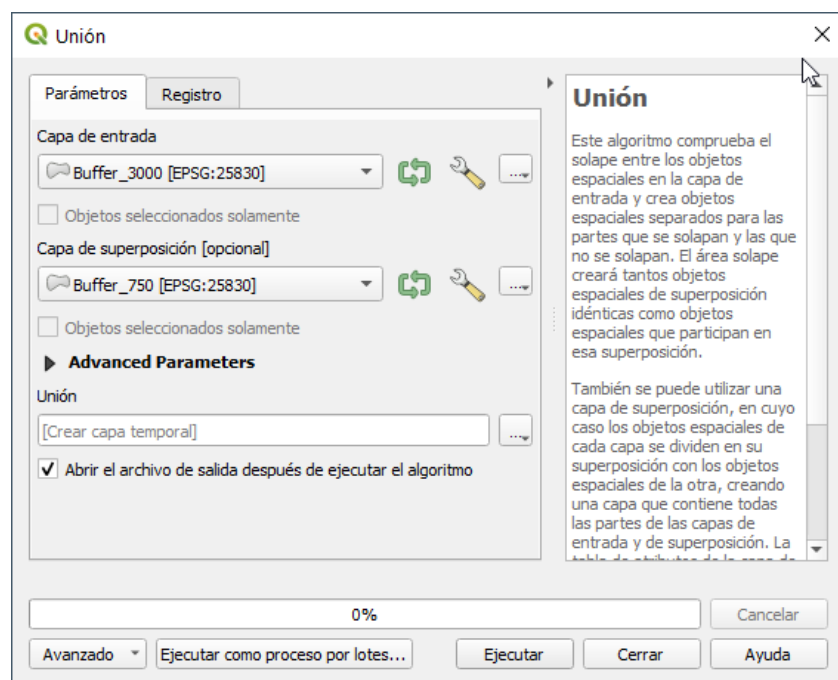 Unión
Parámetros
Registro
Capa de entrada
Buffer_3000 [EPSG:25830]
...
Objetos seleccionados solamente
Capa de superposición [opcional]
Buffer_750 [EPSG:25830]
...
Objetos seleccionados solamente
Advanced Parameters
Unión
[Crear capa temporal]
...
Abrir el archivo de salida después de ejecutar el algoritmo
Unión
Este algoritmo comprueba el
solape entre los objetos
espaciales en la capa de
entrada y crea objetos
espaciales separados para las
partes que se solapan y las que
no se solapan. El área solape
creará tantos objetos
espaciales de superposición
idénticas como objetos
espaciales que participan en
esa superposición.
También se puede utilizar una
capa de superposición, en cuyo
caso los objetos espaciales de
cada capa se dividen en su
superposición con los objetos
espaciales de la otra, creando
una capa que contiene todas
las partes de las capas de
entrada y de superposición. La
0%
Cancelar
Avanzado
Ejecutar como proceso por lotes...
Ejecutar
Cerrar
Ayuda